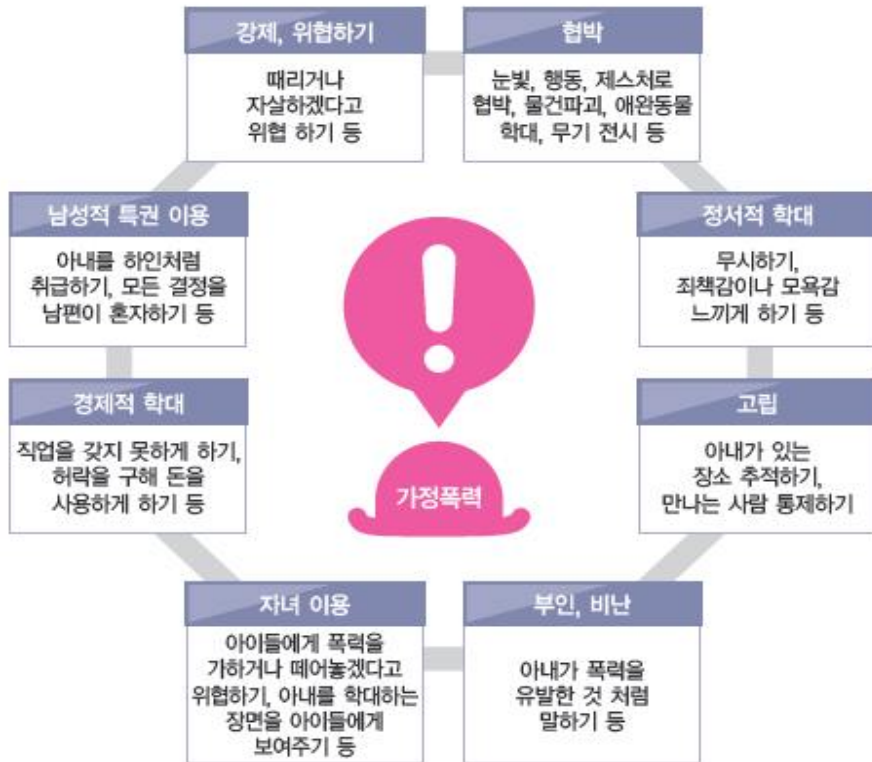 강제, 위협하기
때리거나
자살하겠다고
위협 하기 등
협박
눈빛, 행동, 제스처로
협박, 물건파괴, 애완동물
학대, 무기 전시 등
남성적 특권 이용
아내를 하인처럼
취급하기, 모든 결정을
남편이 혼자하기 등
정서적 학대
무시하기,
죄책감이나 모욕감
느끼게 하기 등
경제적 학대
직업을 갖지 못하게 하기,
허락을 구해 돈을
사용하게 하기 등
고립
아내가 있는
장소 추적하기,
만나는 사람 통제하기
가정폭력
자녀 이용
아이들에게 폭력을
가하거나 떼어놓겠다고
위협하기, 아내를 학대하는
장면을 아이들에게
보여주기 등
부인, 비난
아내가 폭력을
유발한 것 처럼
말하기 등